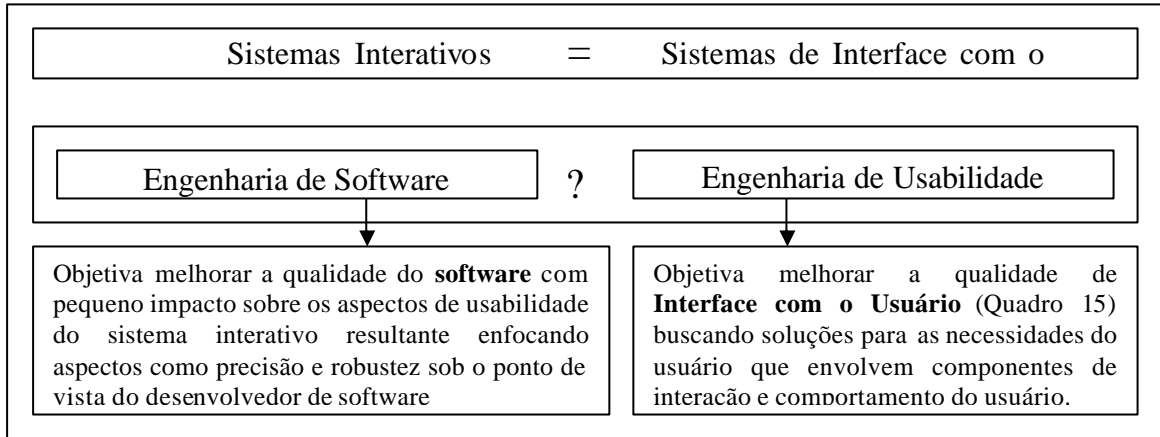 Sistemas Interativos = Sistemas de Interface com o
Engenharia de Software ? Engenharia de Usabilidade
Objetiva melhorar a qualidade do software com
pequeno impacto sobre os aspectos de usabilidade
do sistema interativo resultante enfocando
aspectos como precisão e robustez sob o ponto de
vista do desenvolvedor de software
Objetiva melhorar a qualidade de
Interface com o Usuário (Quadro 15)
buscando soluções para as necessidades do
usuário que envolvem componentes de
interação e comportamento do usuário.